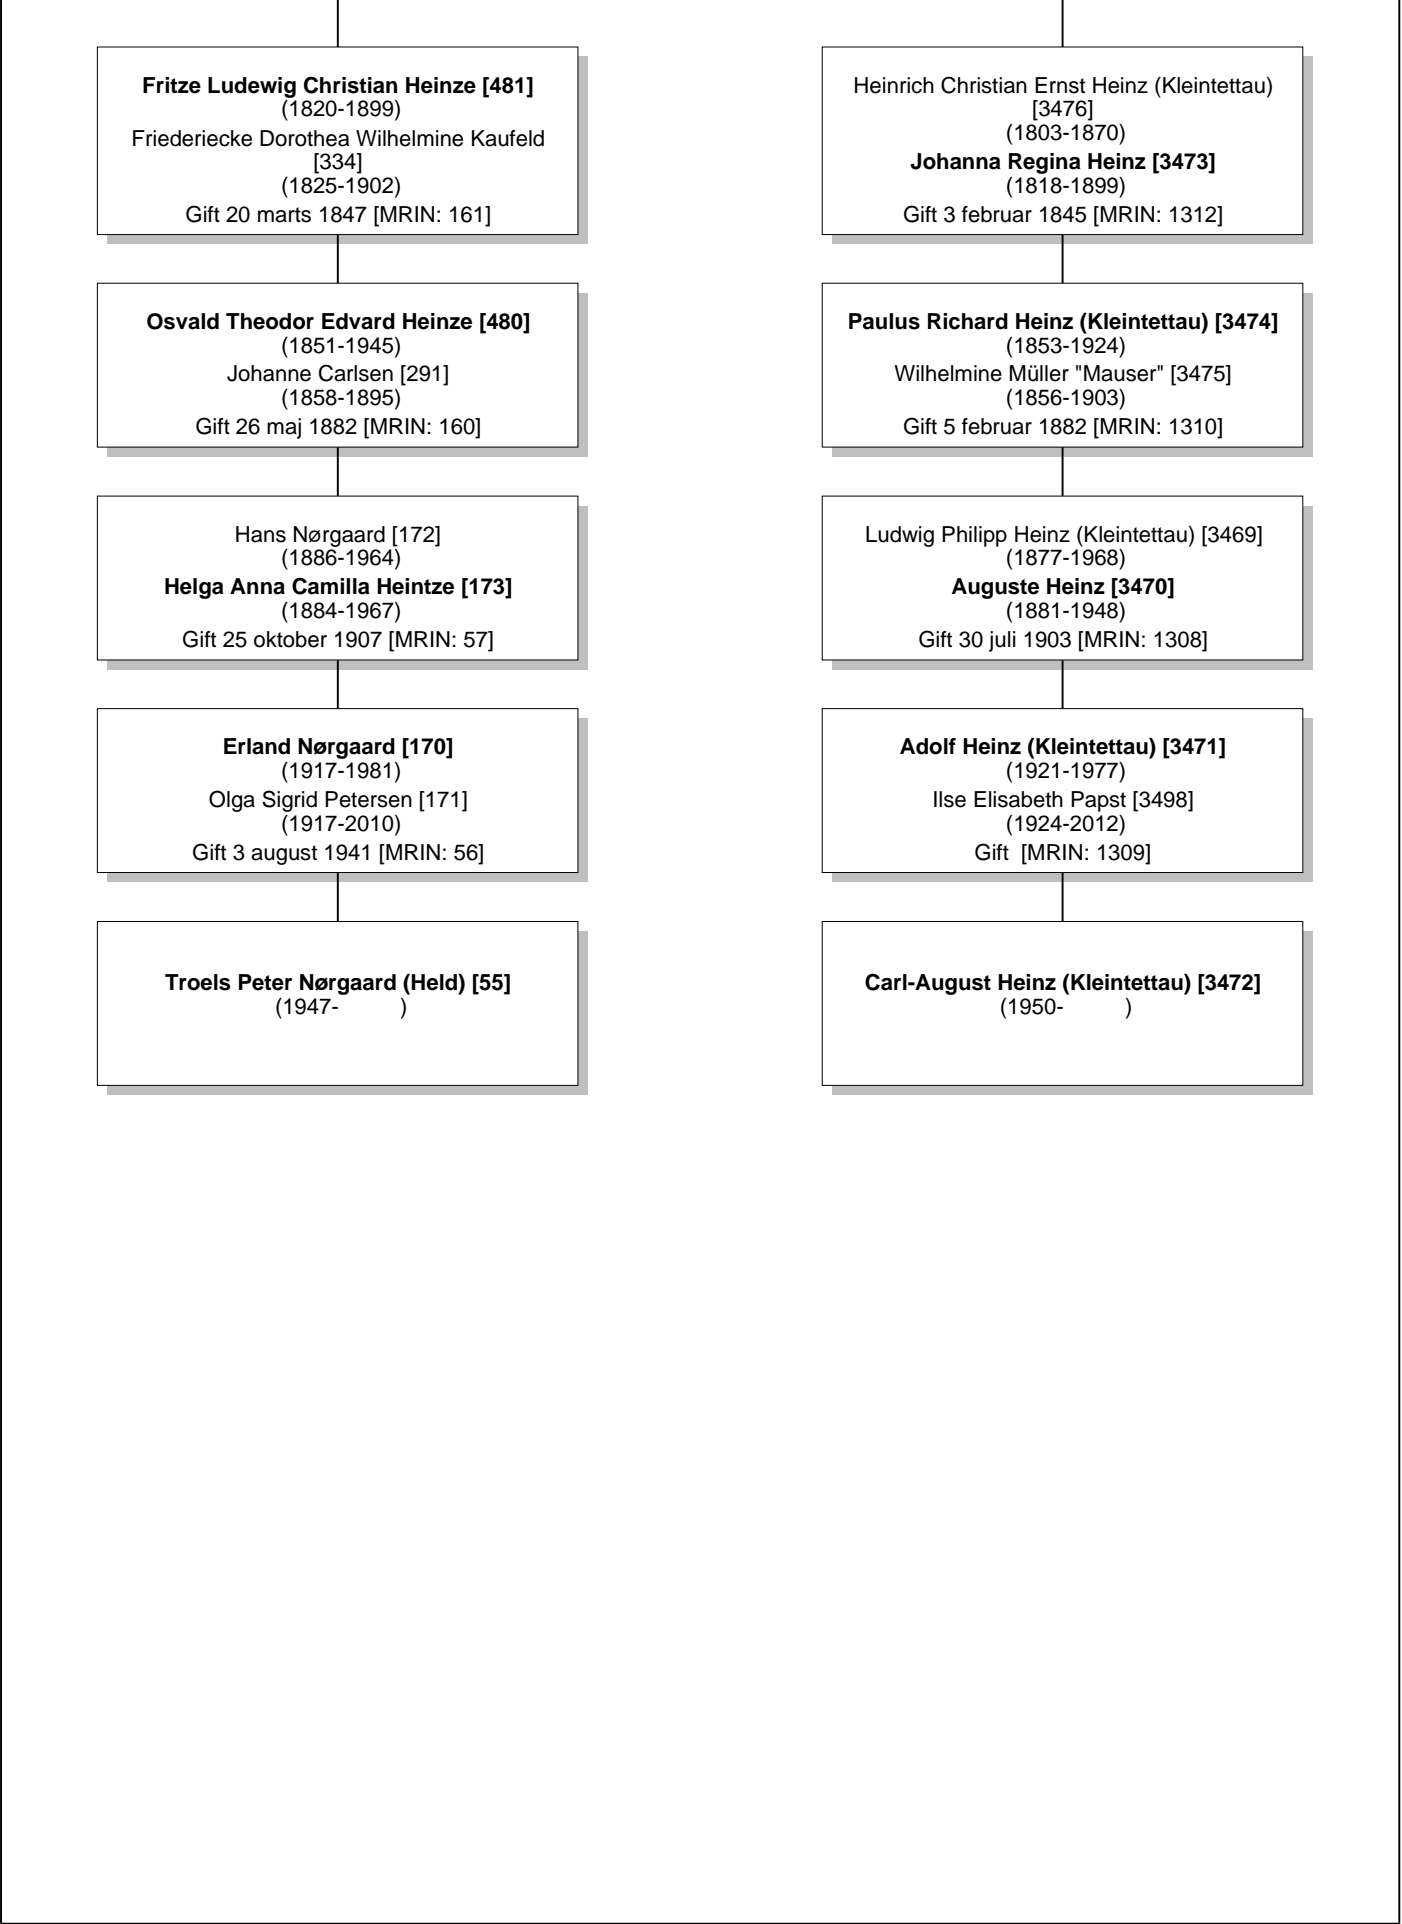 Fritze Ludewig Christian Heinze [481]
(1820-1899)
Friederiecke Dorothea Wilhelmine Kaufeld
[334]
(1825-1902)
Gift 20 marts 1847 [MRIN: 161]
Osvald Theodor Edvard Heinze [480]
(1851-1945)
Johanne Carlsen [291]
(1858-1895)
Gift 26 maj 1882 [MRIN: 160]
Hans Nørgaard [172]
(1886-1964)
Helga Anna Camilla Heintze [173]
(1884-1967)
Gift 25 oktober 1907 [MRIN: 57]
Erland Nørgaard [170]
(1917-1981)
Olga Sigrid Petersen [171]
(1917-2010)
Gift 3 august 1941 [MRIN: 56]
Troels Peter Nørgaard (Held) [55]
(1947-          )
Heinrich Christian Ernst Heinz (Kleintettau)
[3476]
(1803-1870)
Johanna Regina Heinz [3473]
(1818-1899)
Gift 3 februar 1845 [MRIN: 1312]
Paulus Richard Heinz (Kleintettau) [3474]
(1853-1924)
Wilhelmine Müller "Mauser" [3475]
(1856-1903)
Gift 5 februar 1882 [MRIN: 1310]
Ludwig Philipp Heinz (Kleintettau) [3469]
(1877-1968)
Auguste Heinz [3470]
(1881-1948)
Gift 30 juli 1903 [MRIN: 1308]
Adolf Heinz (Kleintettau) [3471]
(1921-1977)
Ilse Elisabeth Papst [3498]
(1924-2012)
Gift  [MRIN: 1309]
Carl-August Heinz (Kleintettau) [3472]
(1950-          )